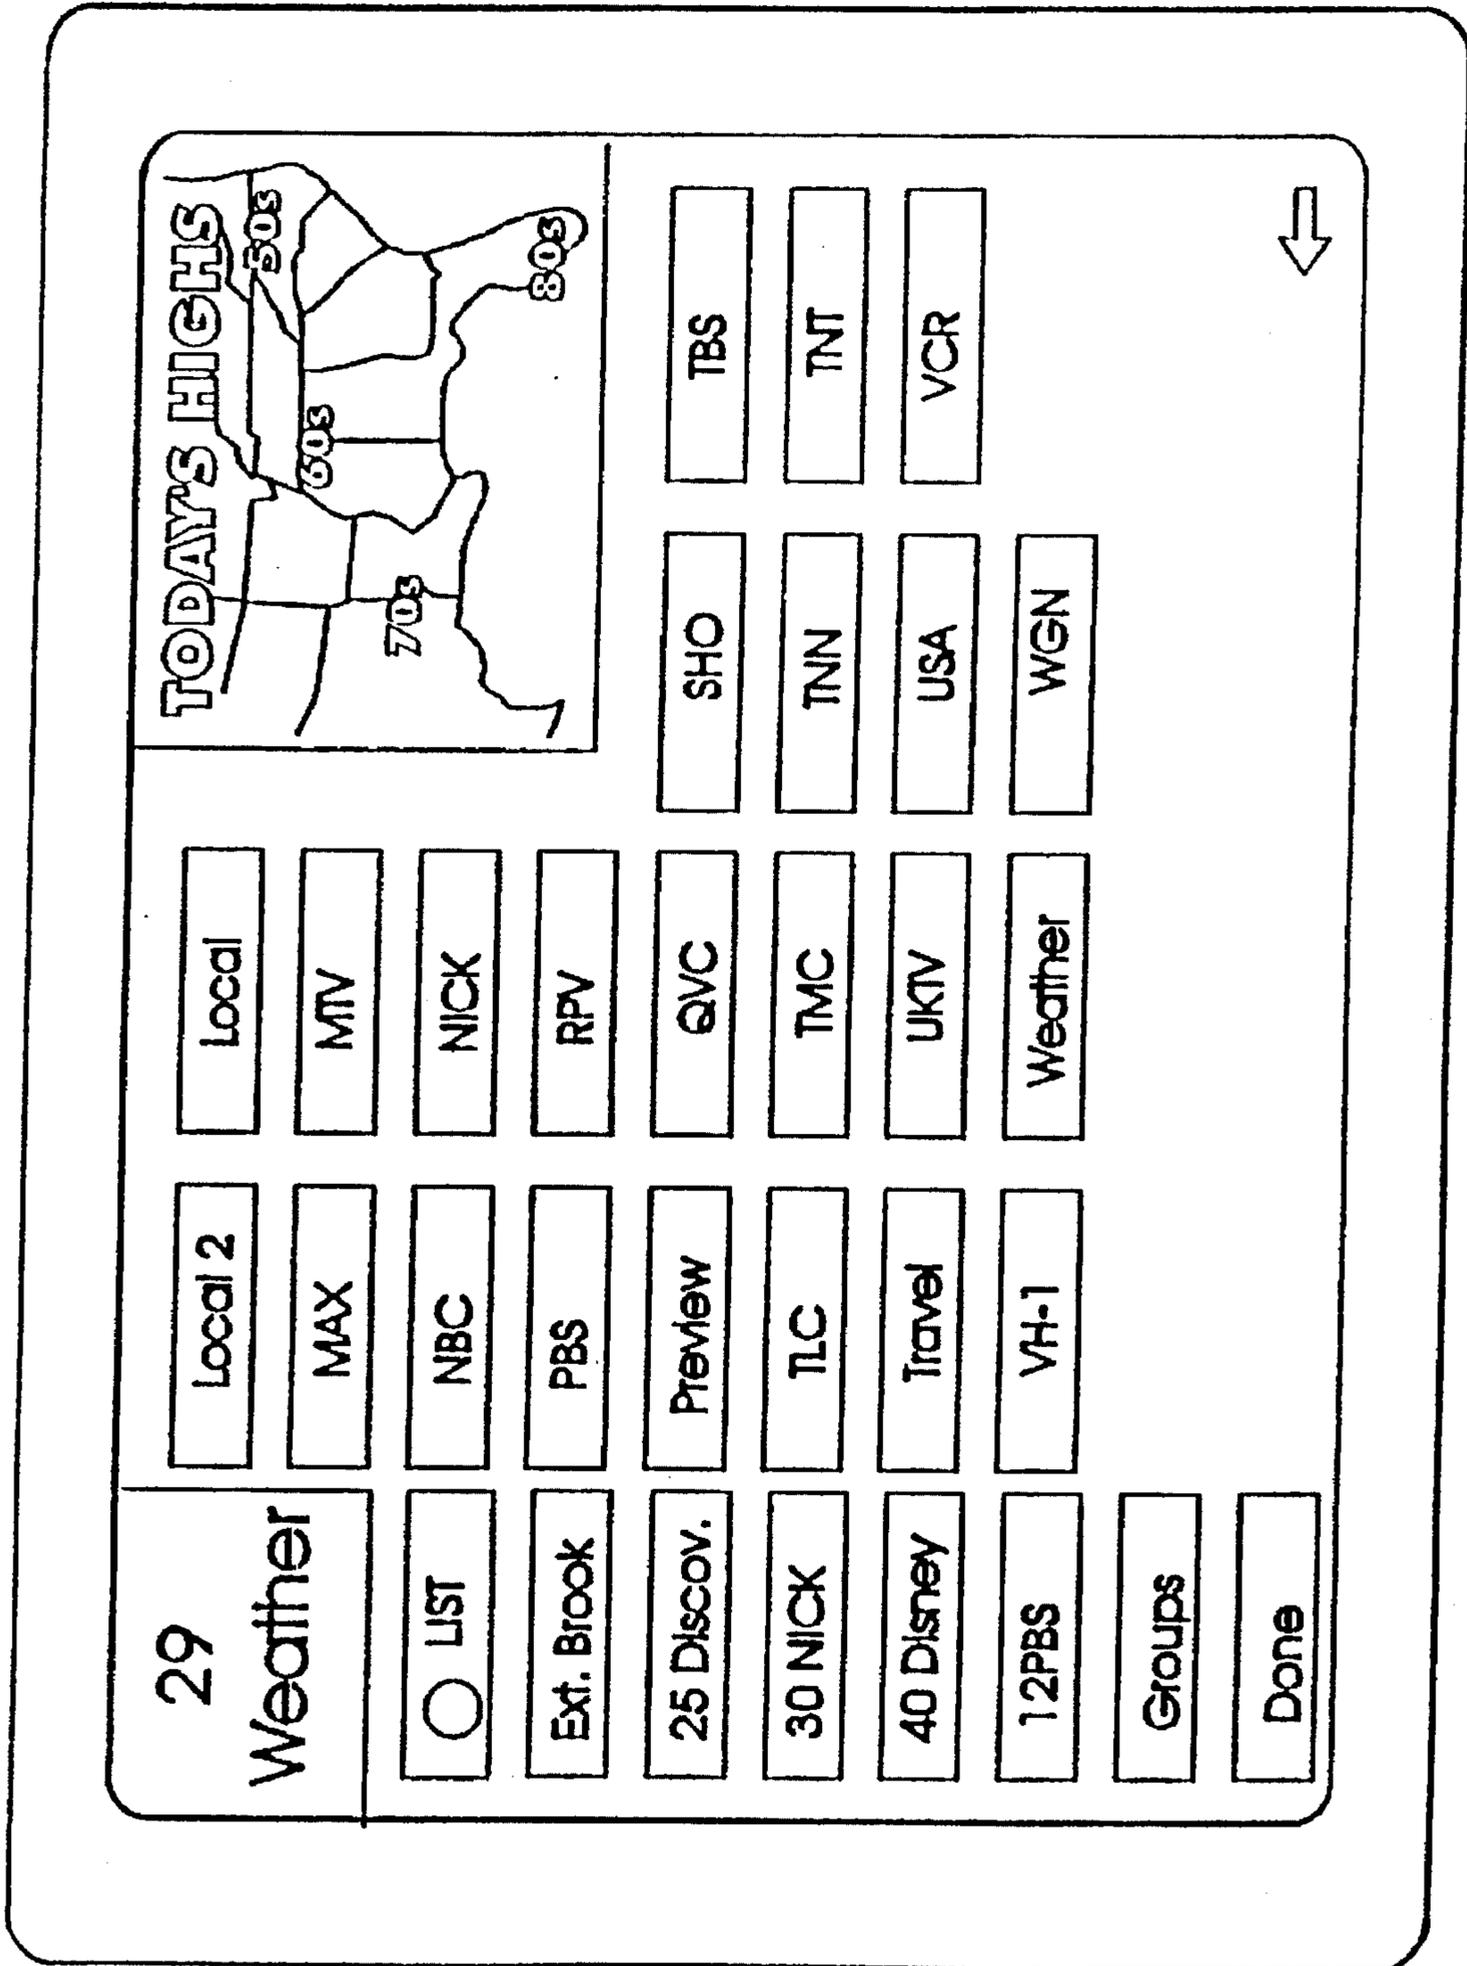 29
Weather
TODAY'S HIGHS
50s
60s
70s
80s
Local 2 Local
MAX MTV
LIST NBC NICK
Ext. Brook PBS RPV
25 Discov. Preview QVC SHO TBS
30 NICK TLC TMC TNN TNT
40 Disney Travel UKTV USA VCR
12PBS VH-1 Weather WGN
Groups
Done